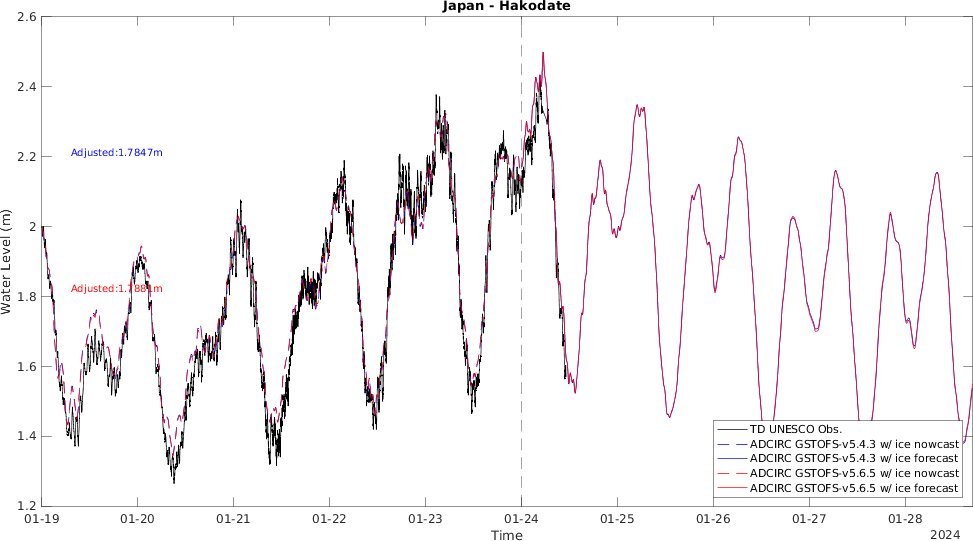 Japan - Hakodate
2.6
2.4
2.2
2
1.8
1.6
1.4
1.2
Water Level (m)
Adjusted:1.7847m
Adjusted:1.7881m
TD UNESCO Obs.
ADCIRC GSTOFS-v5.4.3 w/ ice nowcast
ADCIRC GSTOFS-v5.4.3 w/ ice forecast
ADCIRC GSTOFS-v5.6.5 w/ ice nowcast
ADCIRC GSTOFS-v5.6.5 w/ ice forecast
01-19 01-20 01-21 01-22 01-23 01-24 01-25 01-26 01-27 01-28
Time
2024